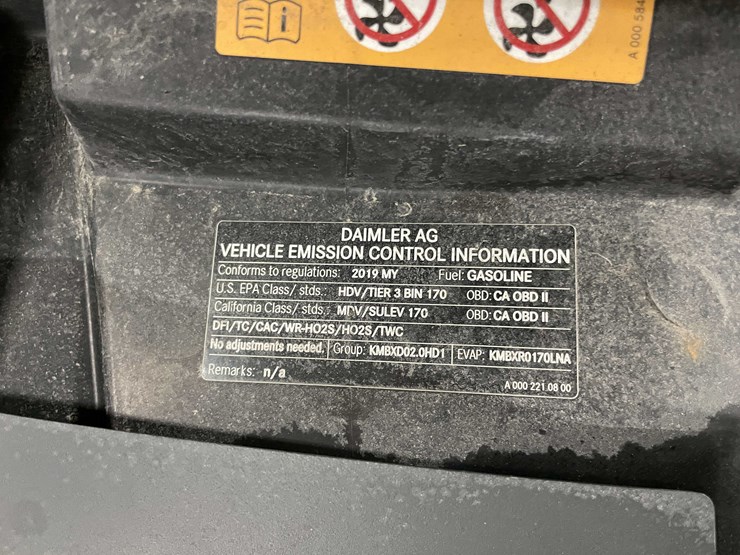 A 000 584
DAIMLER AG
VEHICLE EMISSION CONTROL INFORMATION
Conforms to regulations: 2019 MY Fuel: GASOLINE
U.S. EPA Class/ stds.: HDV/TIER 3 BIN 170 OBD: CA OBD II
California Class/ stds.: MDV/SULEV 170 OBD: CA OBD II
DFI/TC/CAC/WR-HO2S/HO2S/TWC
No adjustments needed. Group: KMBXD02.0HD1 EVAP: KMBXR0170LNA
Remarks: n/a
A 000 221 08 00